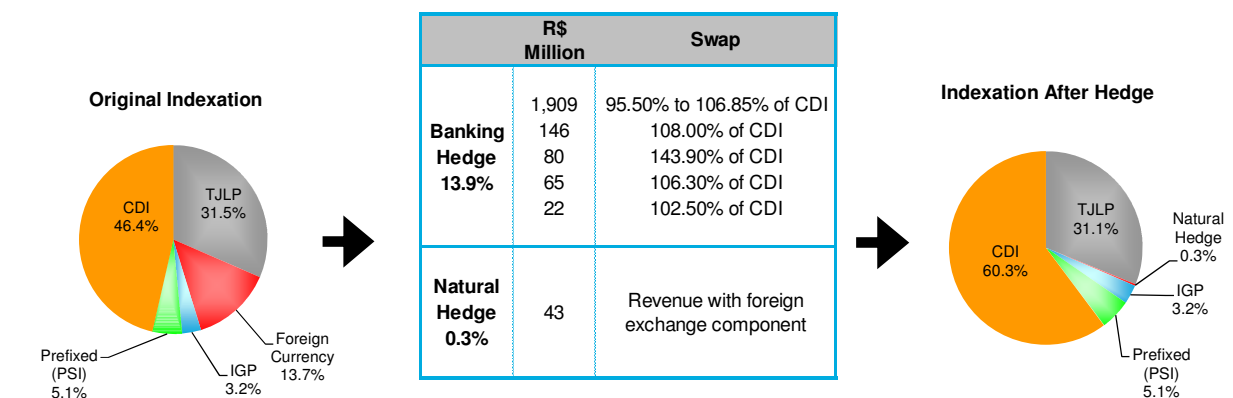 Original Indexation
CDI
46.4%
TJLP
31.5%
Foreign
Currency
13.7%
IGP
3.2%
Prefixed
(PSI)
5.1%
R$
Million
Swap
Banking
Hedge
13.9%
1,909 95.50% to 106.85% of CDI
146 108.00% of CDI
80 143.90% of CDI
65 106.30% of CDI
22 102.50% of CDI
Natural
Hedge
0.3%
43
Revenue with foreign
exchange component
Indexation After Hedge
CDI
60.3%
TJLP
31.1%
Natural
Hedge
0.3%
IGP
3.2%
Prefixed
(PSI)
5.1%